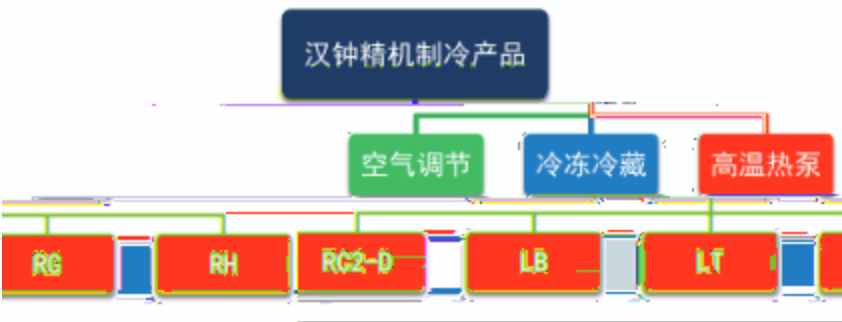 汉钟精机制冷产品
空气调节
冷冻冷藏
高温热泵
RG
RH
RC2-D
LB
LT